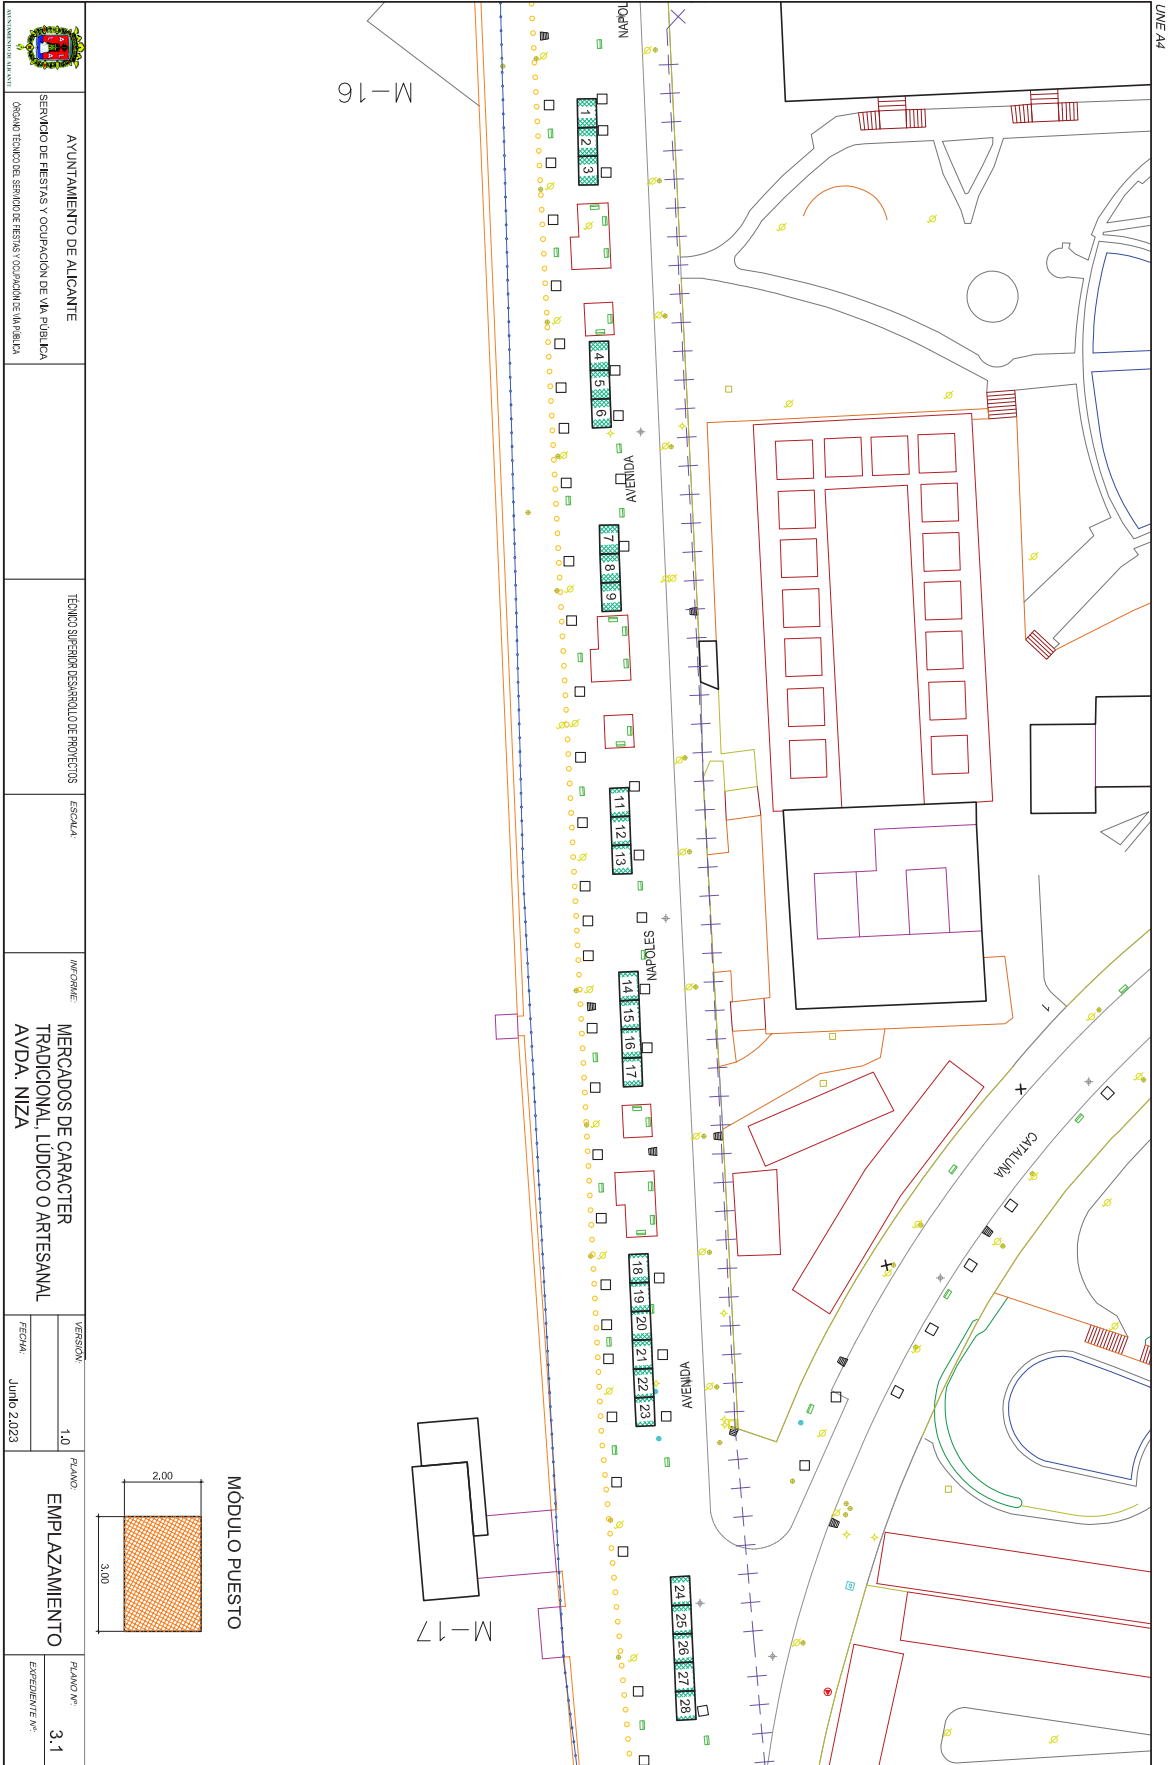 UNE A4
NAPOL
M-16
1
2
3
4
5
6
AVENIDA
7
8
9
11
12
13
NAPOLES
14
15
16
17
CATALUÑA
18
19
20
21
22
23
AVENIDA
24
25
26
27
28
M-17
MÓDULO PUESTO
2.00
3.00
AYUNTAMIENTO DE ALICANTE
AYUNTAMIENTO DE ALICANTE
SERVICIO DE FIESTAS Y OCUPACIÓN DE VÍA PÚBLICA
ÓRGANO TÉCNICO DEL SERVICIO DE FIESTAS Y OCUPACIÓN DE VÍA PÚBLICA
TÉCNICO SUPERIOR DESARROLLO DE PROYECTOS
ESCALA:
INFORME:
MERCADOS DE CARACTER
TRADICIONAL, LÚDICO O ARTESANAL
AVDA. NIZA
VERSIÓN:
1.0
FECHA:
Junio 2.023
PLANO:
EMPLAZAMIENTO
PLANO Nº:
3.1
EXPEDIENTE Nº: